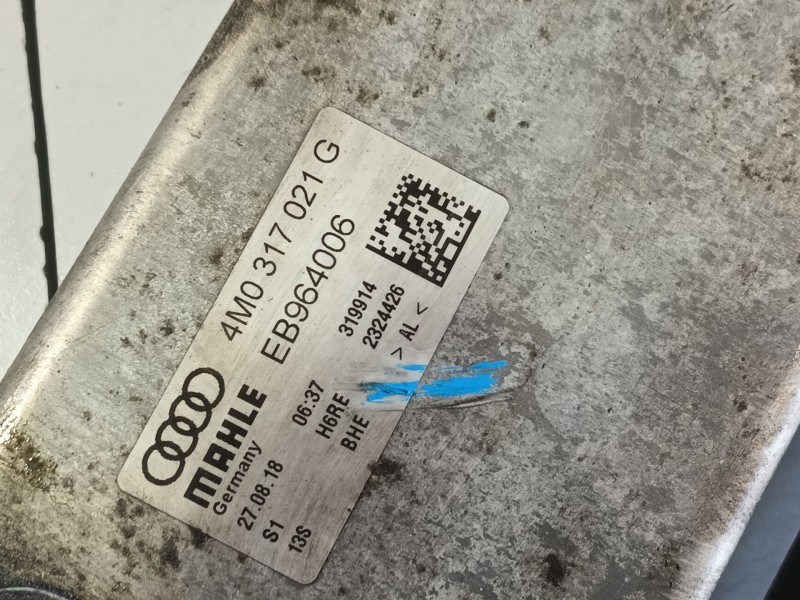 4M0 317 021 G
EB964006
319914
2324426
> AL <
MAHLE
Germany
06:37
H6RE
BHE
27.08.18
S1
13S